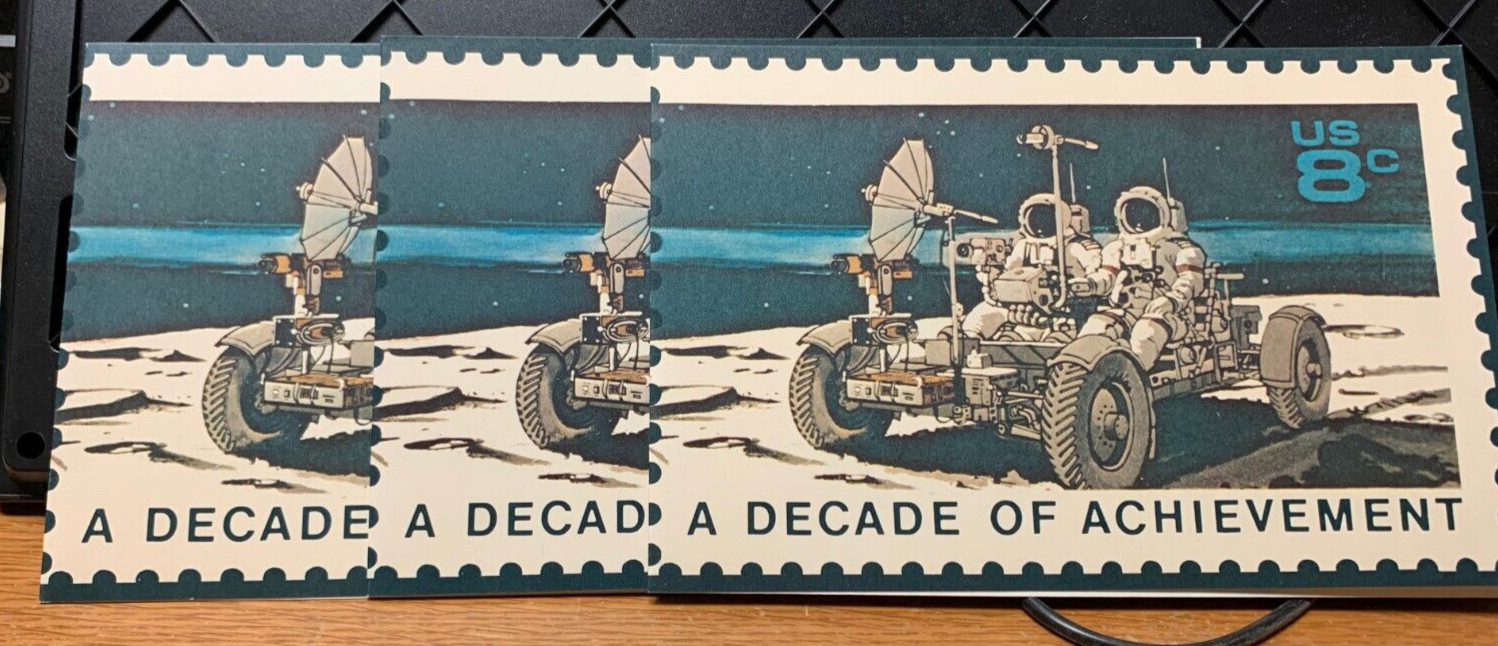 A DECADE
A DECAD
US
8c
A DECADE OF ACHIEVEMENT